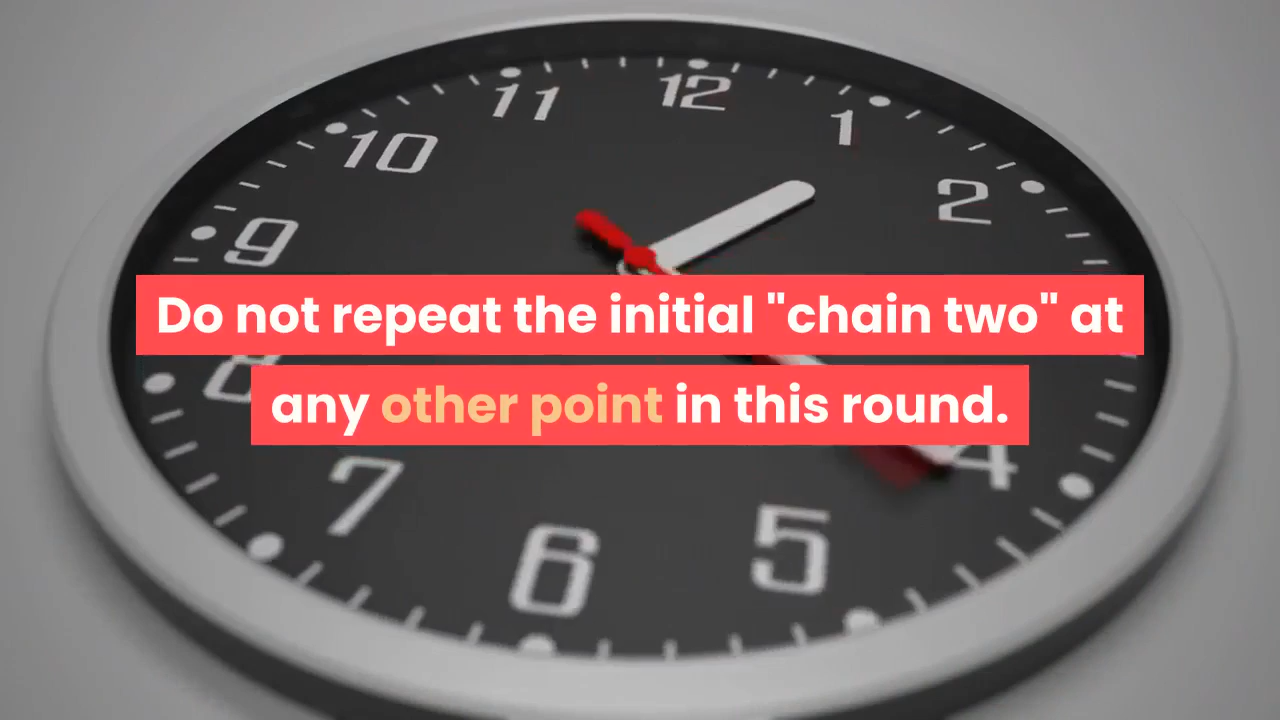 11 12 1
10 2
9
Do not repeat the initial "chain two" at
8
any other point in this round.
7 4
6 5